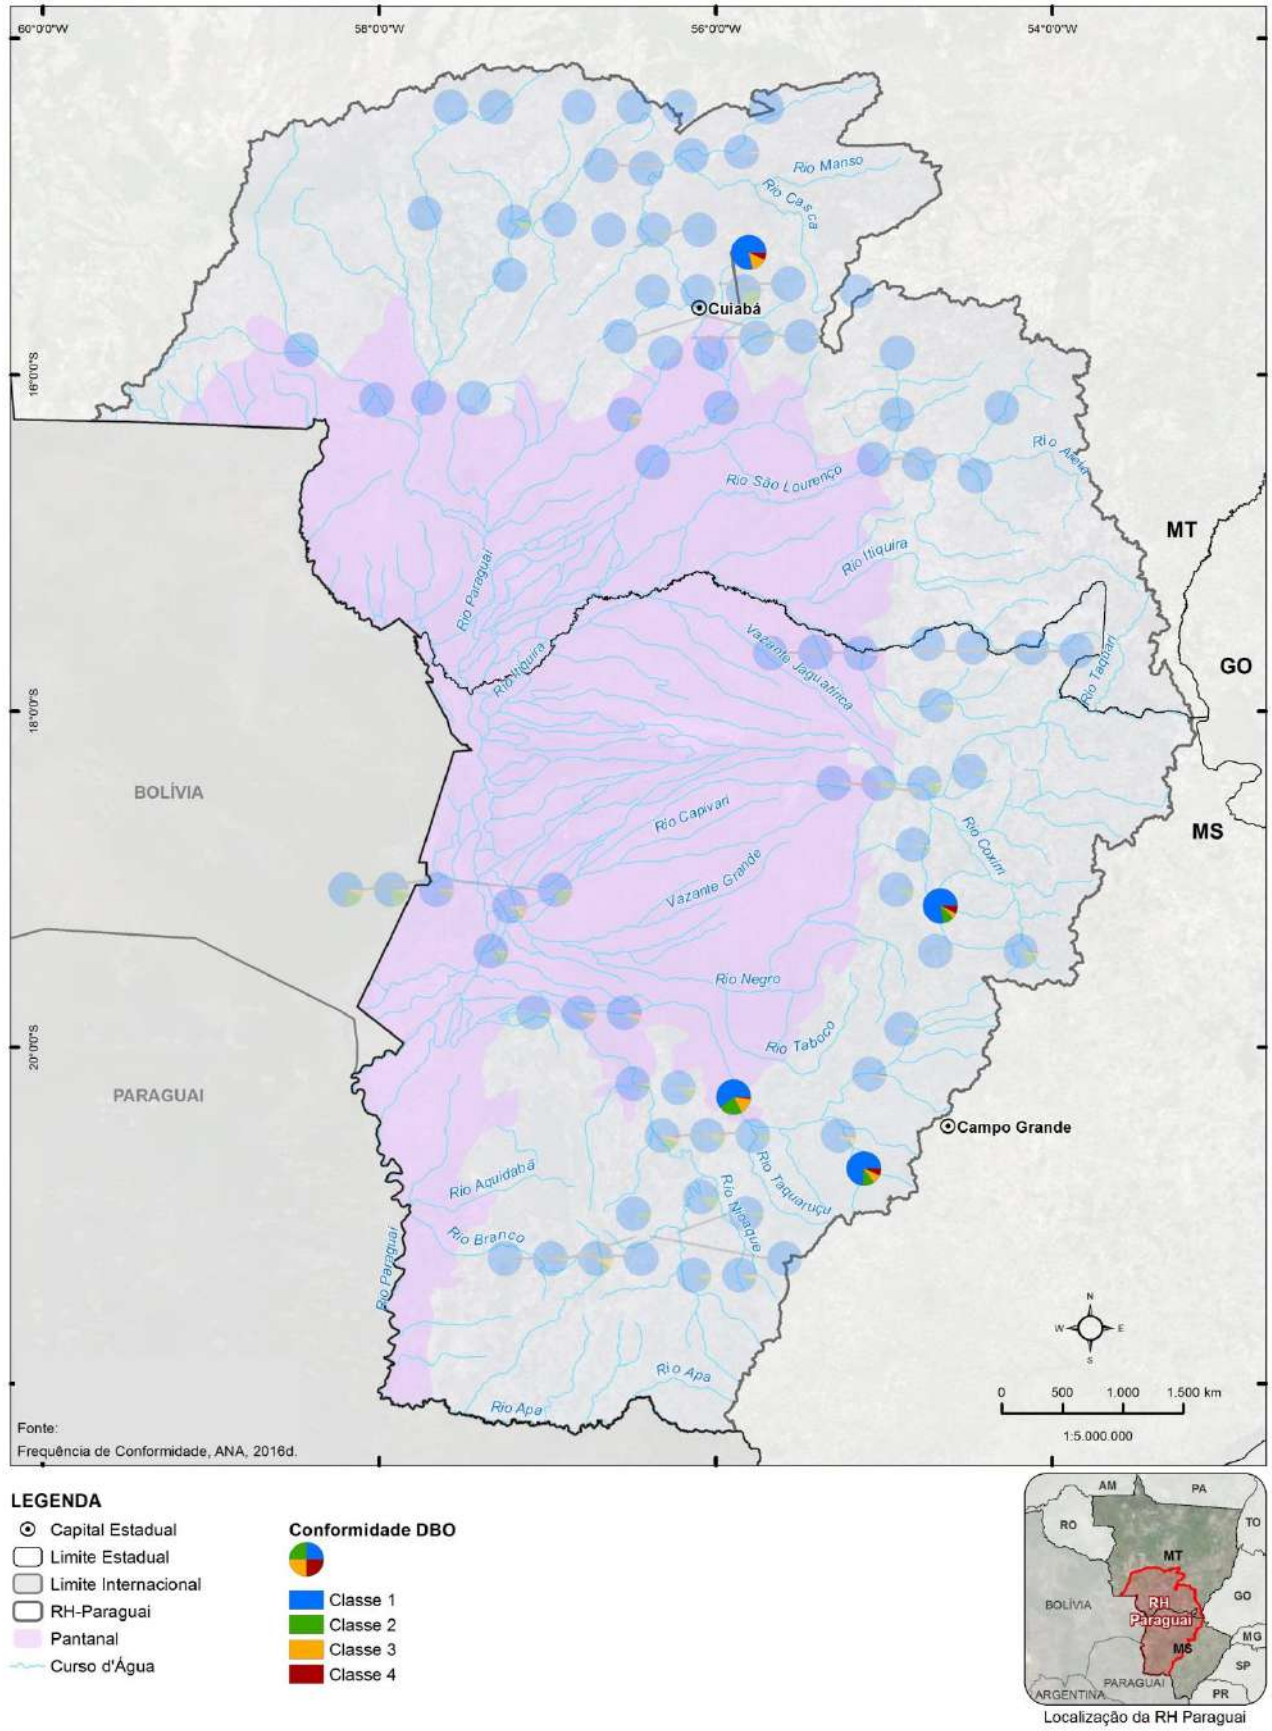 60°0'0"W
58°0'0"W
56°0'0"W
54°0'0"W
Rio Manso
Rio Casca
Cuiabá
16°0'0"S
Rio São Lourenço
MT
Rio Itiquira
Rio Paraguai
Vazante Jaguatirica
Rio Itiquira
Rio Taquari
GO
18°0'0"S
BOLÍVIA
Rio Capivari
Rio Coxim
MS
Vazante Grande
Rio Negro
Rio Taboco
20°0'0"S
PARAGUAI
Campo Grande
Rio Aquidabã
Rio Taquaruçu
Rio Nioaque
Rio Branco
Rio Paraguai
N
W
E
S
Rio Apa
Rio Apa
0 500 1.000 1.500 km
1:5.000.000
Fonte:
Frequência de Conformidade, ANA, 2016d.
LEGENDA
Capital Estadual
Limite Estadual
Limite Internacional
RH-Paraguai
Pantanal
Curso d'Água
Conformidade DBO
Classe 1
Classe 2
Classe 3
Classe 4
AM
PA
RO
TO
MT
GO
BOLÍVIA
RH
Paraguai
MG
MS
SP
PARAGUAI
ARGENTINA
PR
Localização da RH Paraguai